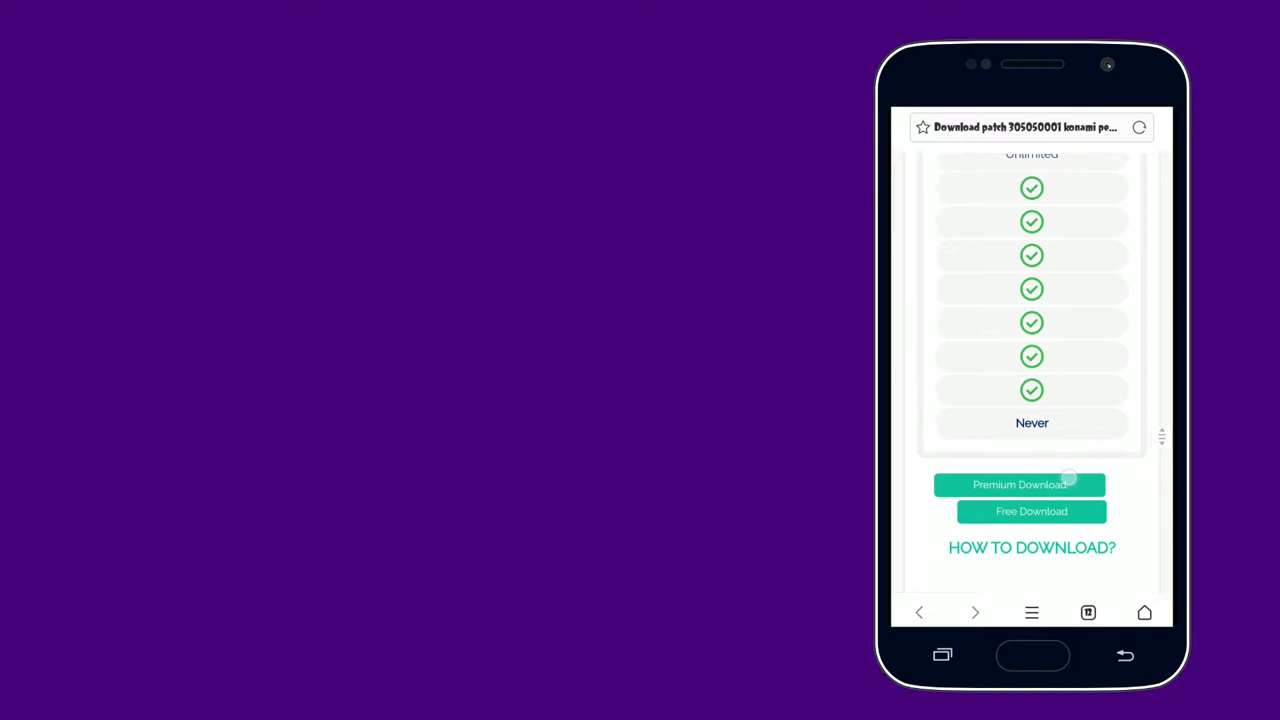 Download patch 305050001 konami pe...
Unlimited
Never
Premium Download
Free Download
HOW TO DOWNLOAD?
12